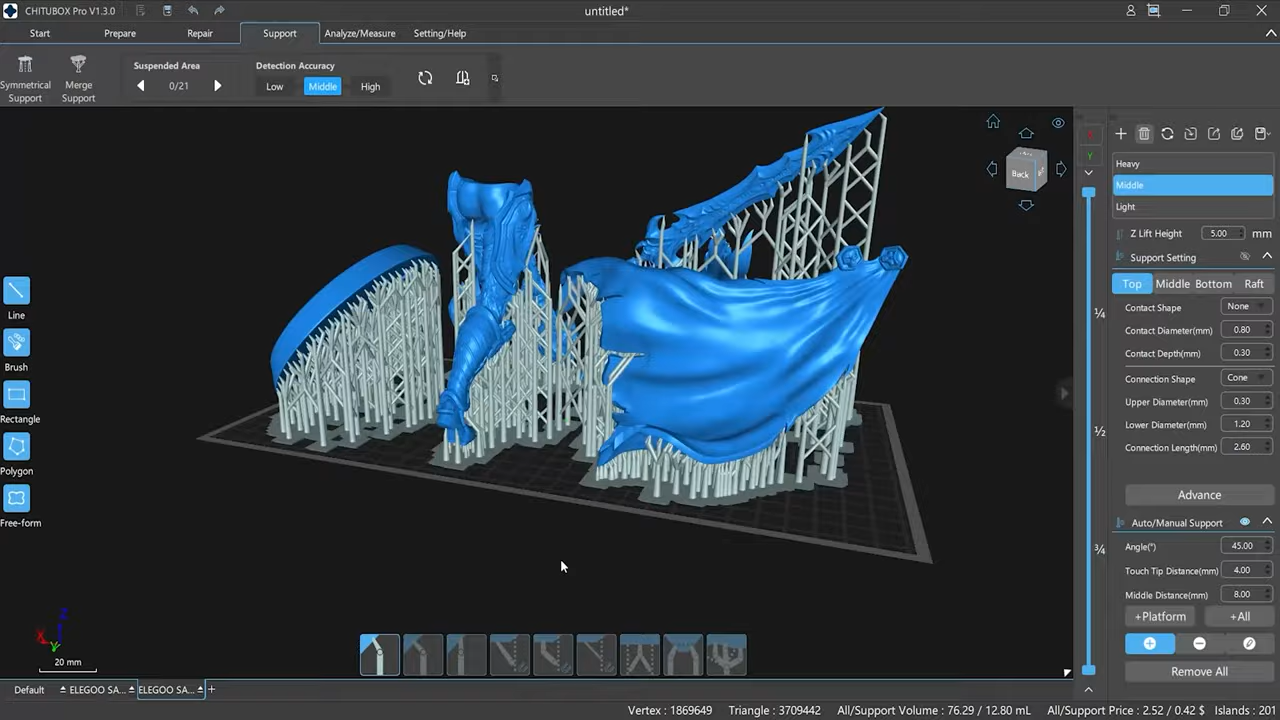 CHITUBOX Pro V1.3.0
untitled*
Start Prepare Repair Support Analyze/Measure Setting/Help
Symmetrical Support
Merge Support
Suspended Area
0/21
Detection Accuracy
Low Middle High
Back
X
Y
Heavy
Middle
Light
Z Lift Height 5.00 mm
Support Setting
Top Middle Bottom Raft
Contact Shape None
Contact Diameter(mm) 0.80
Contact Depth(mm) 0.30
Connection Shape Cone
Upper Diameter(mm) 0.30
Lower Diameter(mm) 1.20
Connection Length(mm) 2.60
Advance
Auto/Manual Support
Angle(°) 45.00
Touch Tip Distance(mm) 4.00
Middle Distance(mm) 8.00
+Platform +All
Remove All
¼
½
¾
Line
Brush
Rectangle
Polygon
Free-form
Z
X
Y
20 mm
Default ELEGOO SA... ELEGOO SA... +
Vertex : 1869649 Triangle : 3709442 All/Support Volume : 76.29 / 12.80 mL All/Support Price : 2.52 / 0.42 $ Islands : 201